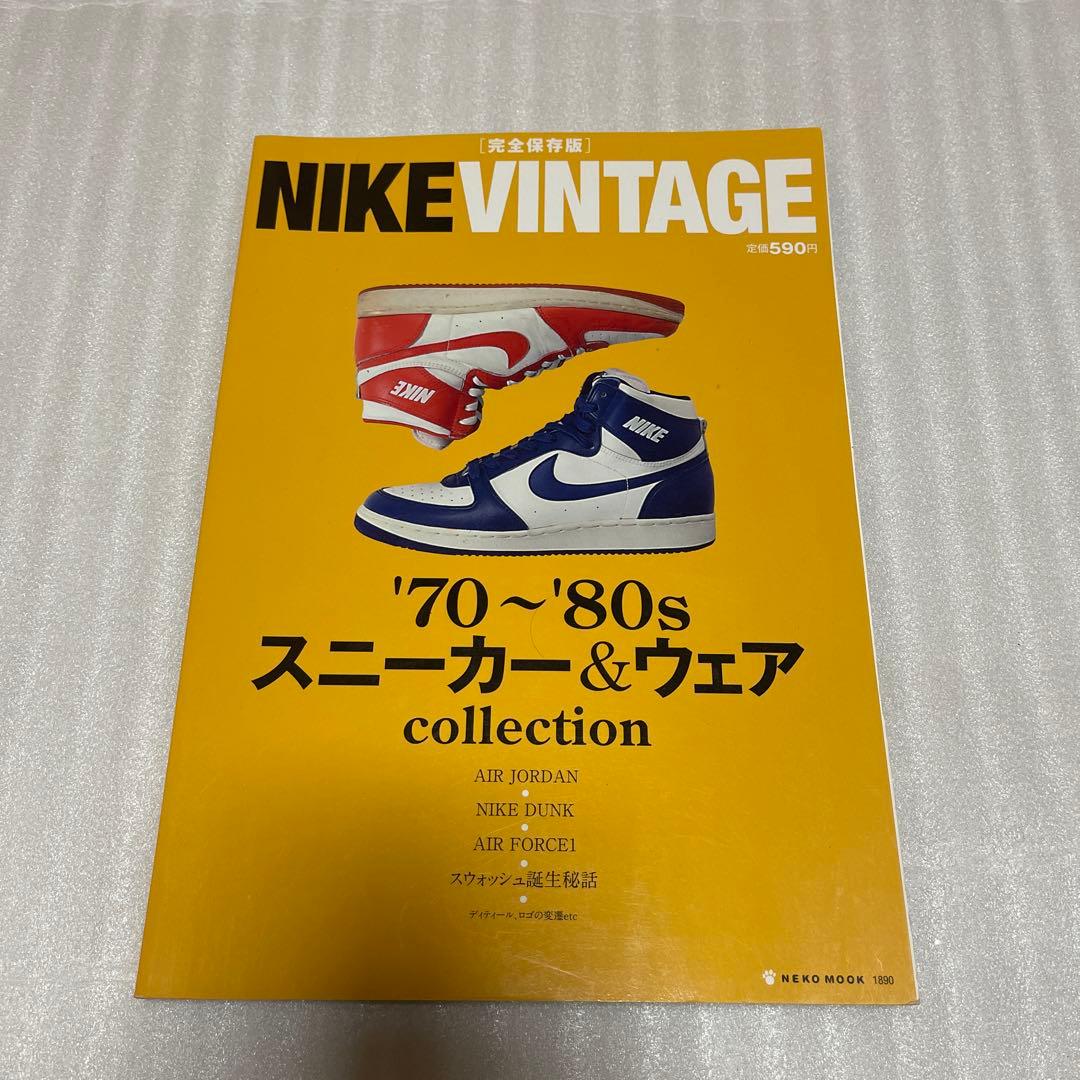 [完全保存版]
NIKEVINTAGE
定価590円
NIKE
NIKE
'70～'80s
スニーカー&ウェア
collection
AIR JORDAN
NIKE DUNK
AIR FORCE1
スウォッシュ誕生秘話
ディティール、ロゴの変遷etc
NEKO MOOK 1890